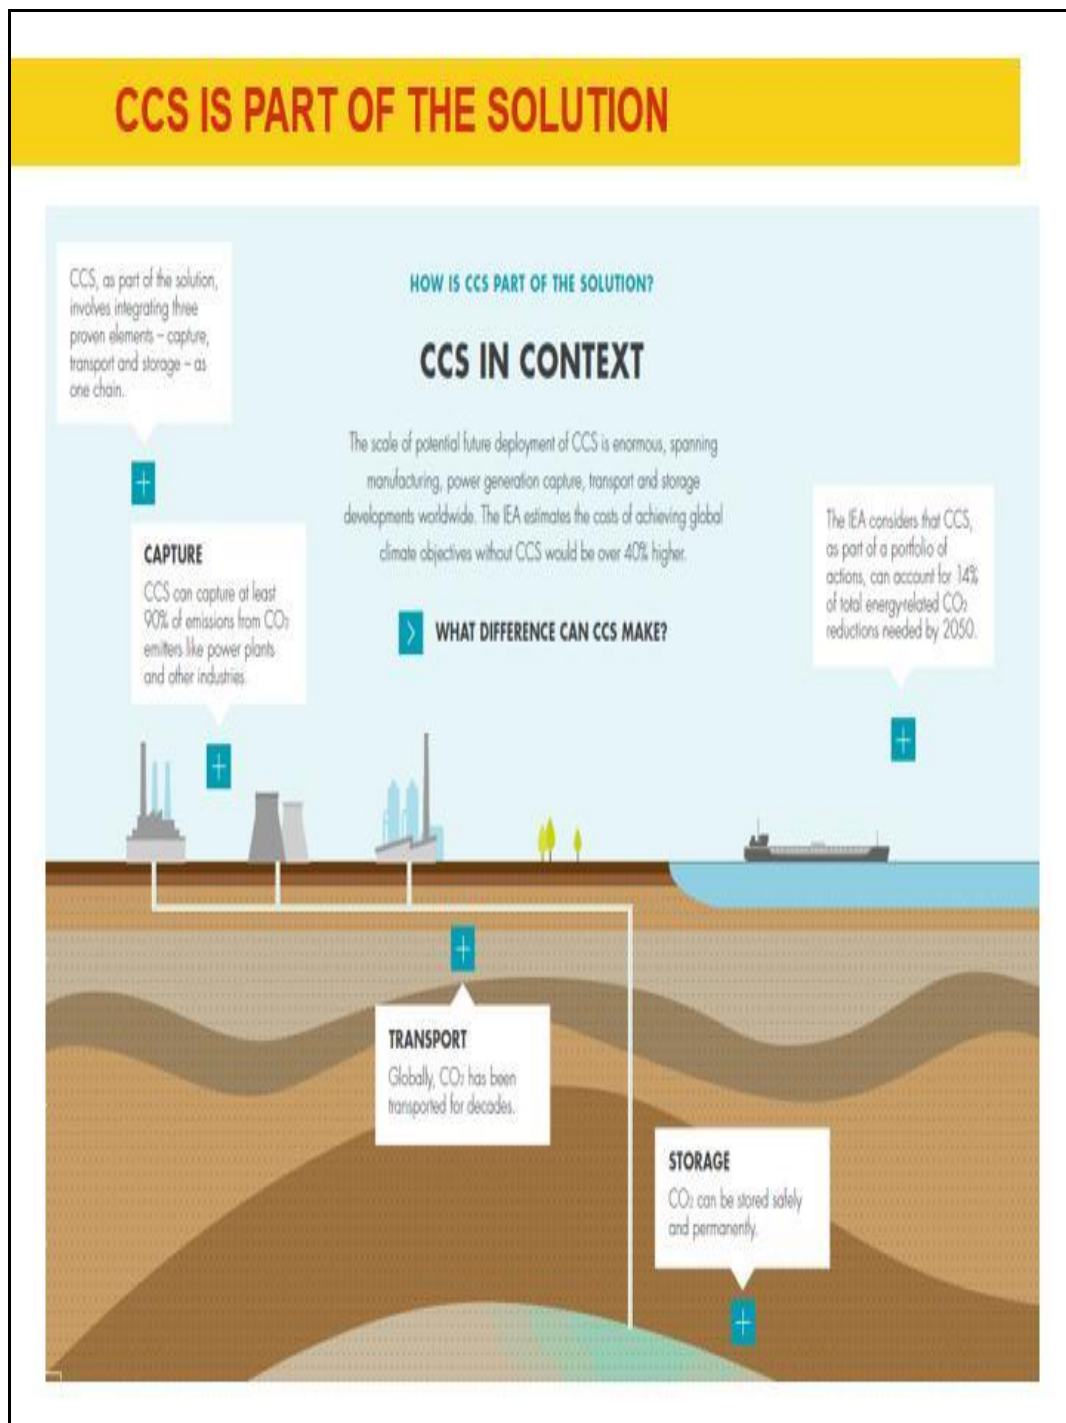 CCS IS PART OF THE SOLUTION
CCS, as part of the solution,
involves integrating three
proven elements – capture,
transport and storage – as
one chain.
HOW IS CCS PART OF THE SOLUTION?
CCS IN CONTEXT
The scale of potential future deployment of CCS is enormous, spanning
manufacturing, power generation capture, transport and storage
developments worldwide. The IEA estimates the costs of achieving global
climate objectives without CCS would be over 40% higher.
WHAT DIFFERENCE CAN CCS MAKE?
CAPTURE
CCS can capture at least
90% of emissions from CO₂
emitters like power plants
and other industries.
The IEA considers that CCS,
as part of a portfolio of
actions, can account for 14%
of total energy-related CO₂
reductions needed by 2050.
TRANSPORT
Globally, CO₂ has been
transported for decades.
STORAGE
CO₂ can be stored safely
and permanently.